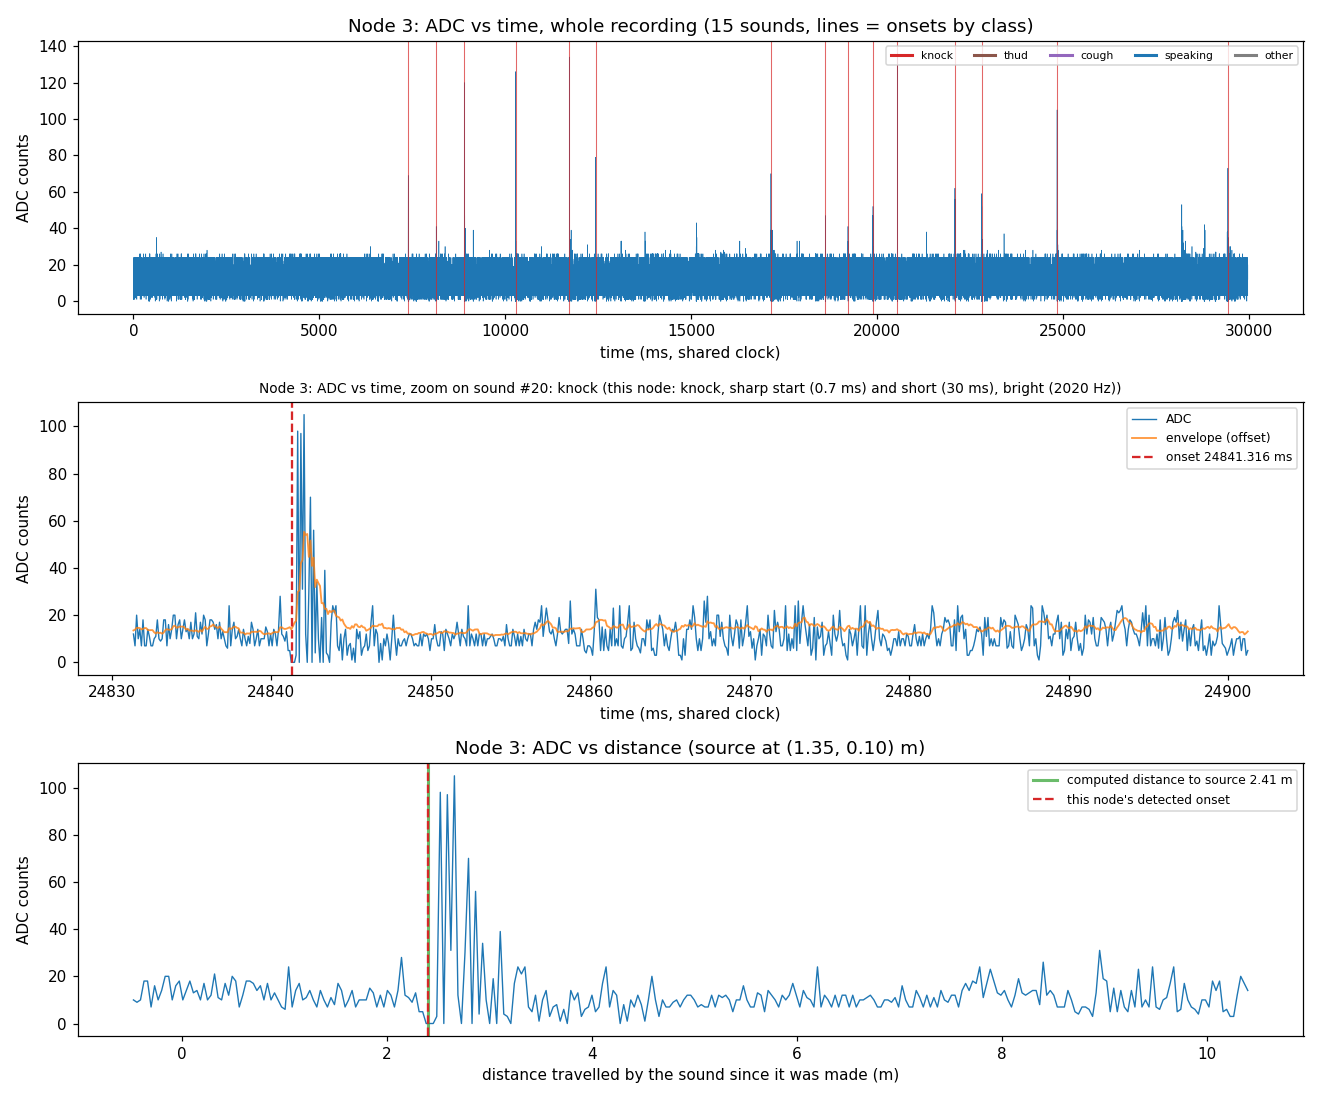 Node 3: ADC vs time, whole recording (15 sounds, lines = onsets by class)
140
120
100
80
60
40
20
0
ADC counts
knock thud cough speaking other
0 5000 10000 15000 20000 25000 30000
time (ms, shared clock)
Node 3: ADC vs time, zoom on sound #20: knock (this node: knock, sharp start (0.7 ms) and short (30 ms), bright (2020 Hz))
100
80
60
40
20
0
ADC counts
ADC
envelope (offset)
onset 24841.316 ms
24830 24840 24850 24860 24870 24880 24890 24900
time (ms, shared clock)
Node 3: ADC vs distance (source at (1.35, 0.10) m)
100
80
60
40
20
0
ADC counts
computed distance to source 2.41 m
this node's detected onset
0 2 4 6 8 10
distance travelled by the sound since it was made (m)